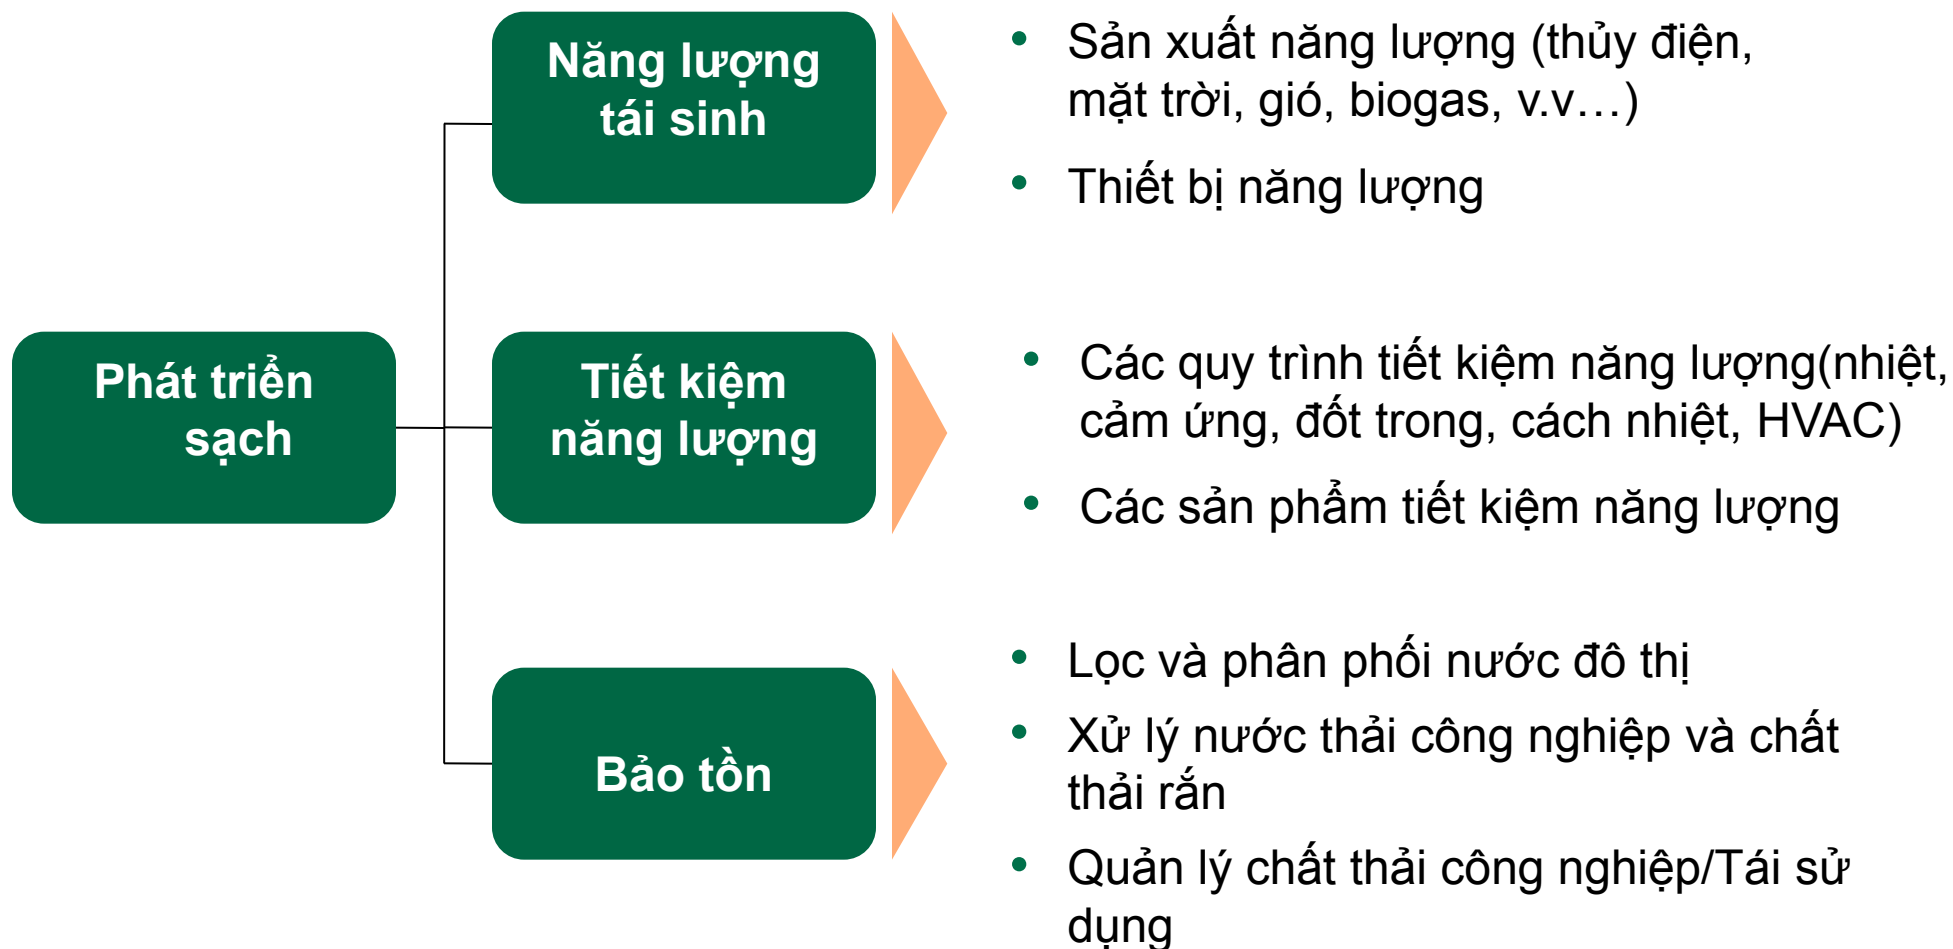 Năng lượng
tái sinh
• Sản xuất năng lượng (thủy điện,
mặt trời, gió, biogas, v.v…)
• Thiết bị năng lượng
Phát triển
sạch
Tiết kiệm
năng lượng
• Các quy trình tiết kiệm năng lượng(nhiệt,
cảm ứng, đốt trong, cách nhiệt, HVAC)
• Các sản phẩm tiết kiệm năng lượng
Bảo tồn
• Lọc và phân phối nước đô thị
• Xử lý nước thải công nghiệp và chất
thải rắn
• Quản lý chất thải công nghiệp/Tái sử
dụng